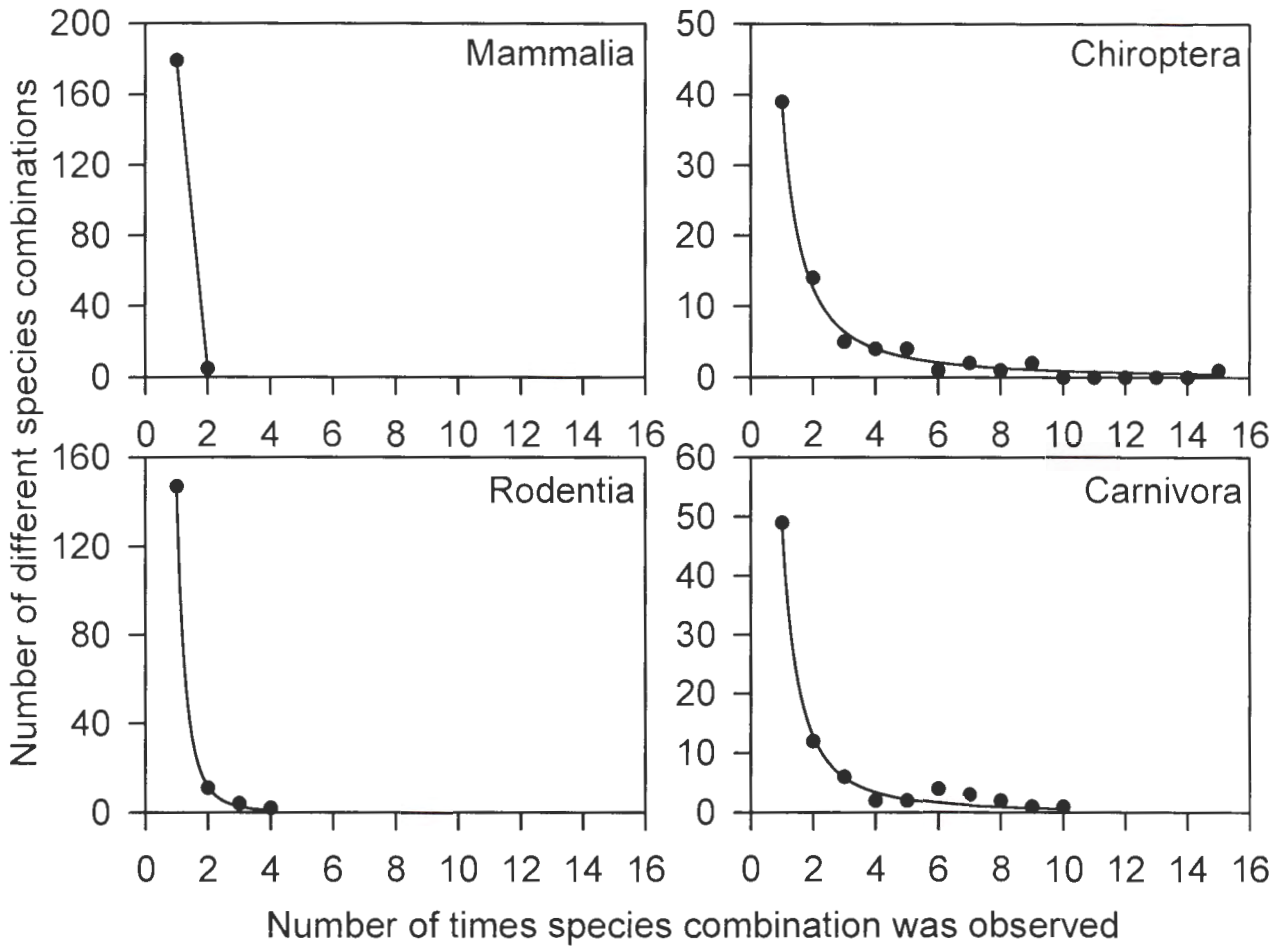 Number of different species combinations
Mammalia
200
160
120
80
40
0
0 2 4 6 8 10 12 14 16
Chiroptera
50
40
30
20
10
0
0 2 4 6 8 10 12 14 16
Rodentia
160
120
80
40
0
0 2 4 6 8 10 12 14 16
Carnivora
60
50
40
30
20
10
0
0 2 4 6 8 10 12 14 16
Number of times species combination was observed